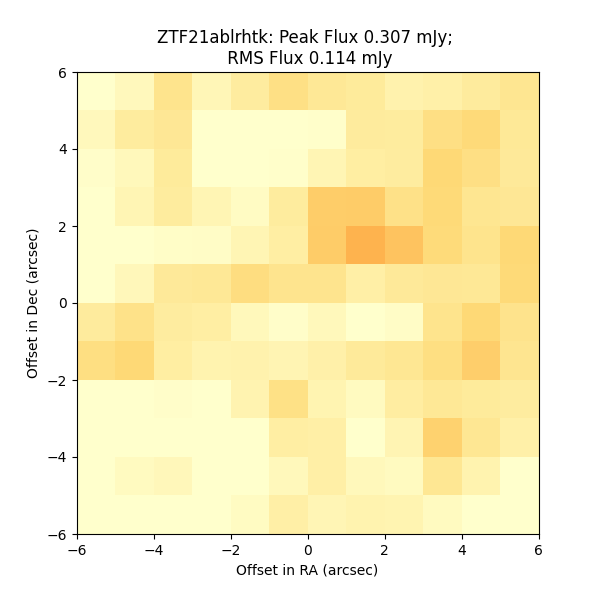 ZTF21ablrhtk: Peak Flux 0.307 mJy;
RMS Flux 0.114 mJy
6
4
2
0
−2
−4
−6
Offset in Dec (arcsec)
−6 −4 −2 0 2 4 6
Offset in RA (arcsec)